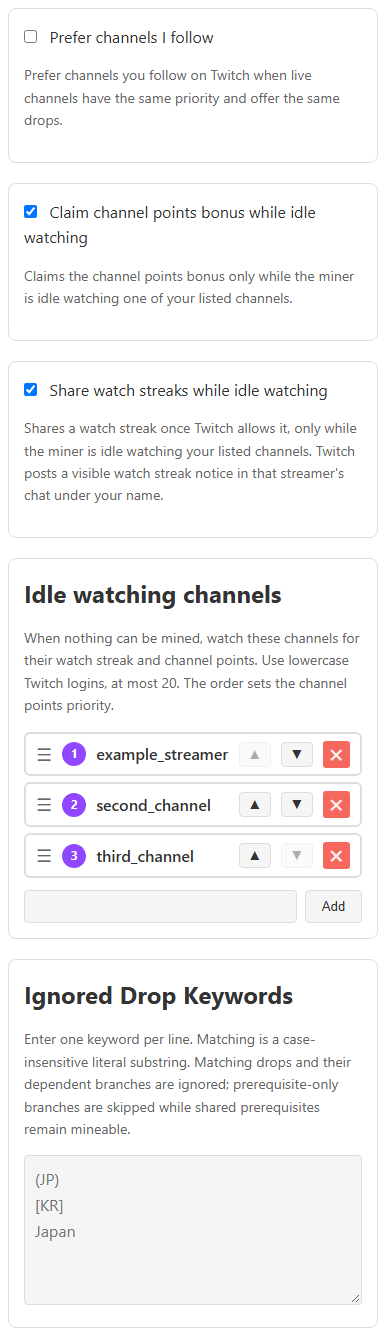 Prefer channels I follow
Prefer channels you follow on Twitch when live
channels have the same priority and offer the same
drops.
Claim channel points bonus while idle
watching
Claims the channel points bonus only while the miner
is idle watching one of your listed channels.
Share watch streaks while idle watching
Shares a watch streak once Twitch allows it, only while
the miner is idle watching your listed channels. Twitch
posts a visible watch streak notice in that streamer's
chat under your name.
Idle watching channels
When nothing can be mined, watch these channels for
their watch streak and channel points. Use lowercase
Twitch logins, at most 20. The order sets the channel
points priority.
1 example_streamer
2 second_channel
3 third_channel
Add
Ignored Drop Keywords
Enter one keyword per line. Matching is a case-
insensitive literal substring. Matching drops and their
dependent branches are ignored; prerequisite-only
branches are skipped while shared prerequisites
remain mineable.
(JP)
[KR]
Japan